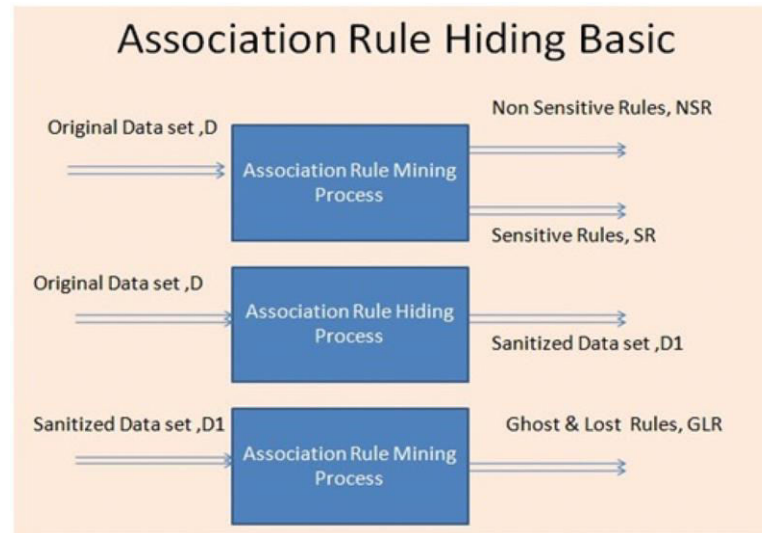 Association Rule Hiding Basic
Original Data set ,D
Association Rule Mining
Process
Non Sensitive Rules, NSR
Sensitive Rules, SR
Original Data set ,D
Association Rule Hiding
Process
Sanitized Data set ,D1
Sanitized Data set ,D1
Association Rule Mining
Process
Ghost & Lost Rules, GLR